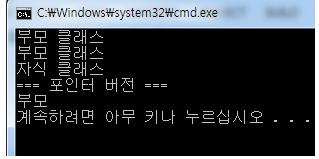 C:₩Windows₩system32₩cmd.exe
부모 클래스
부모 클래스
자식 클래스
=== 포인터 버전 ===
부모
계속하려면 아무 키나 누르십시오 . . .